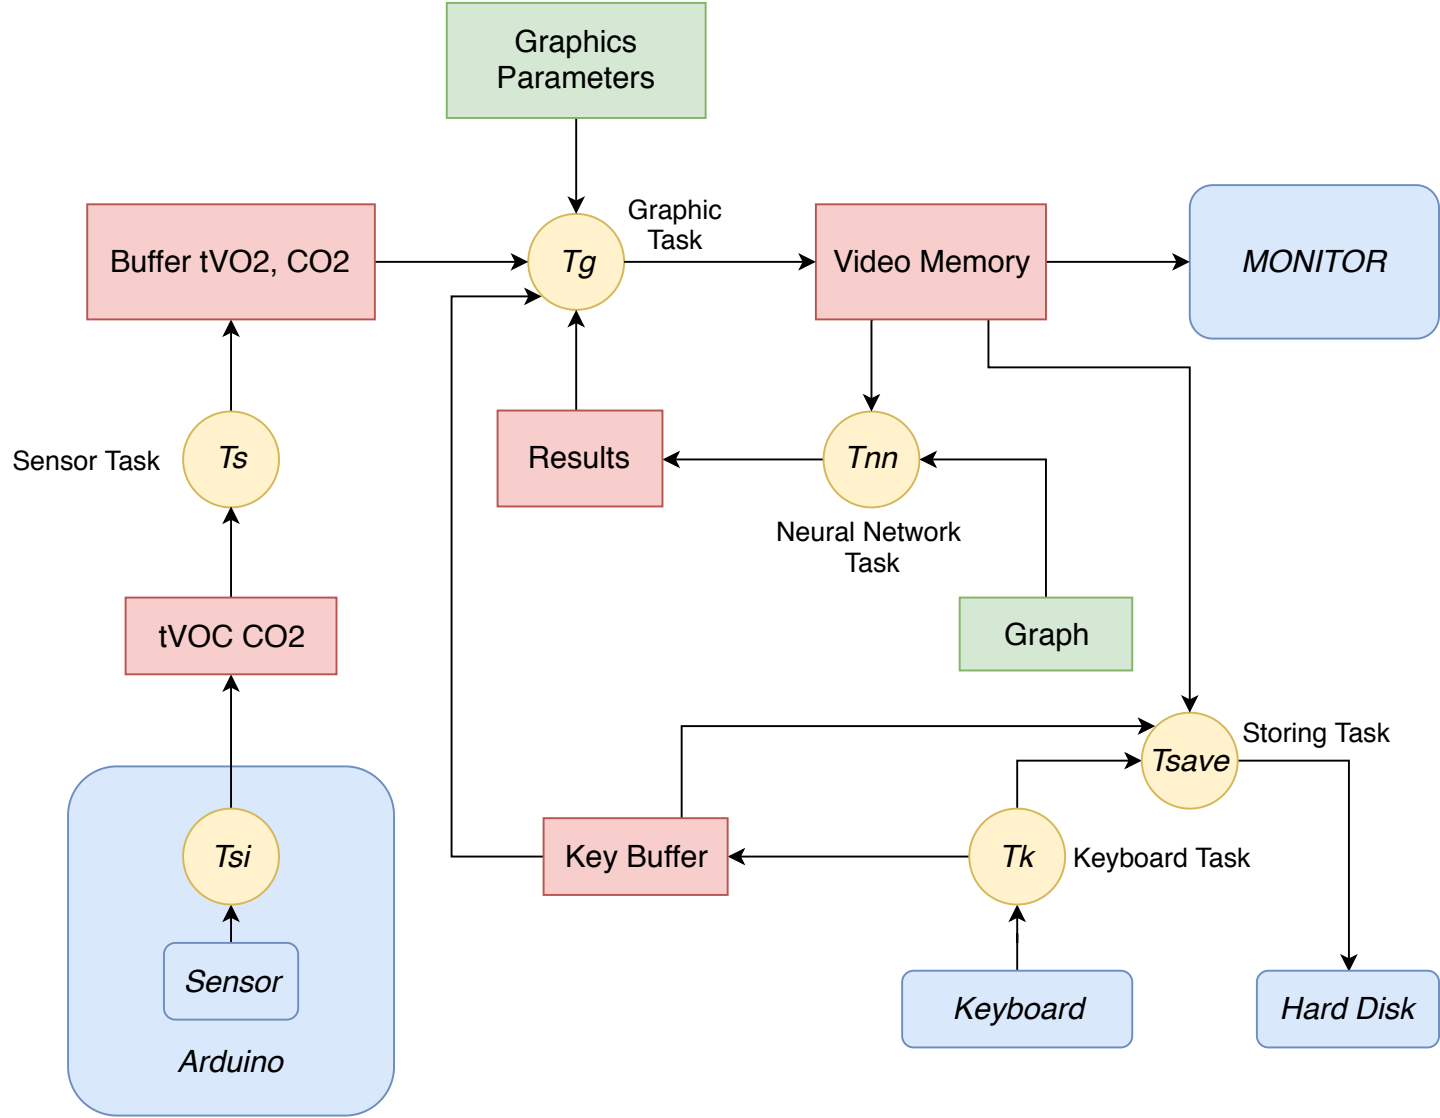 Graphics
Parameters
Buffer tVO2, CO2
Tg
Graphic
Task
Video Memory
MONITOR
Sensor Task
Ts
Results
Tnn
Neural Network
Task
tVOC CO2
Graph
Tsave
Storing Task
Tsi
Key Buffer
Tk
Keyboard Task
Sensor
Arduino
Keyboard
Hard Disk